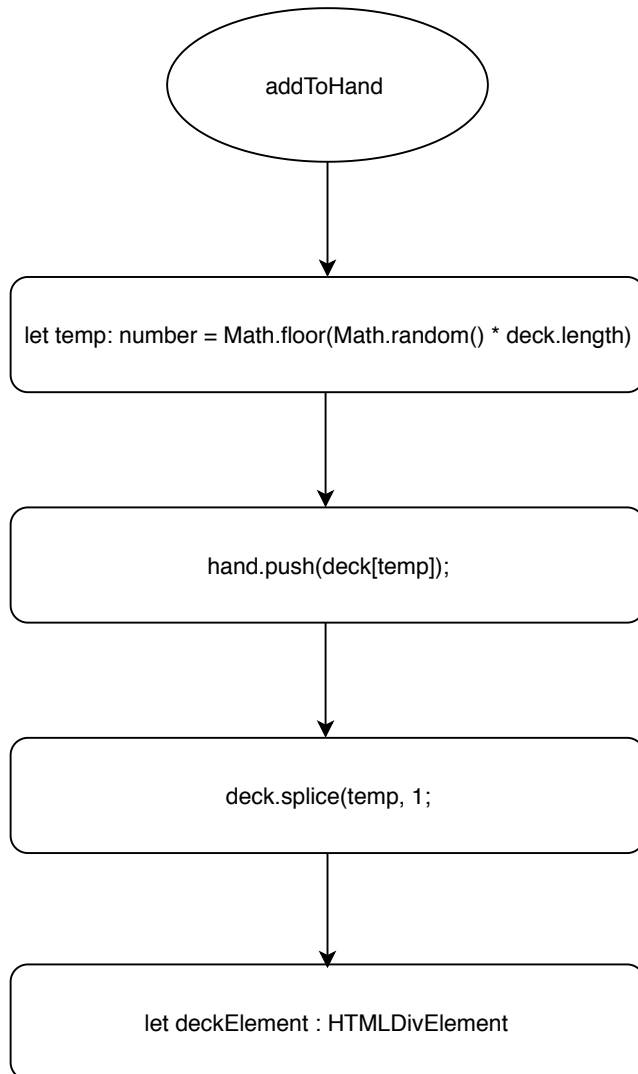 addToHand
let temp: number = Math.floor(Math.random() * deck.length)
hand.push(deck[temp]);
deck.splice(temp, 1;
let deckElement : HTMLDivElement